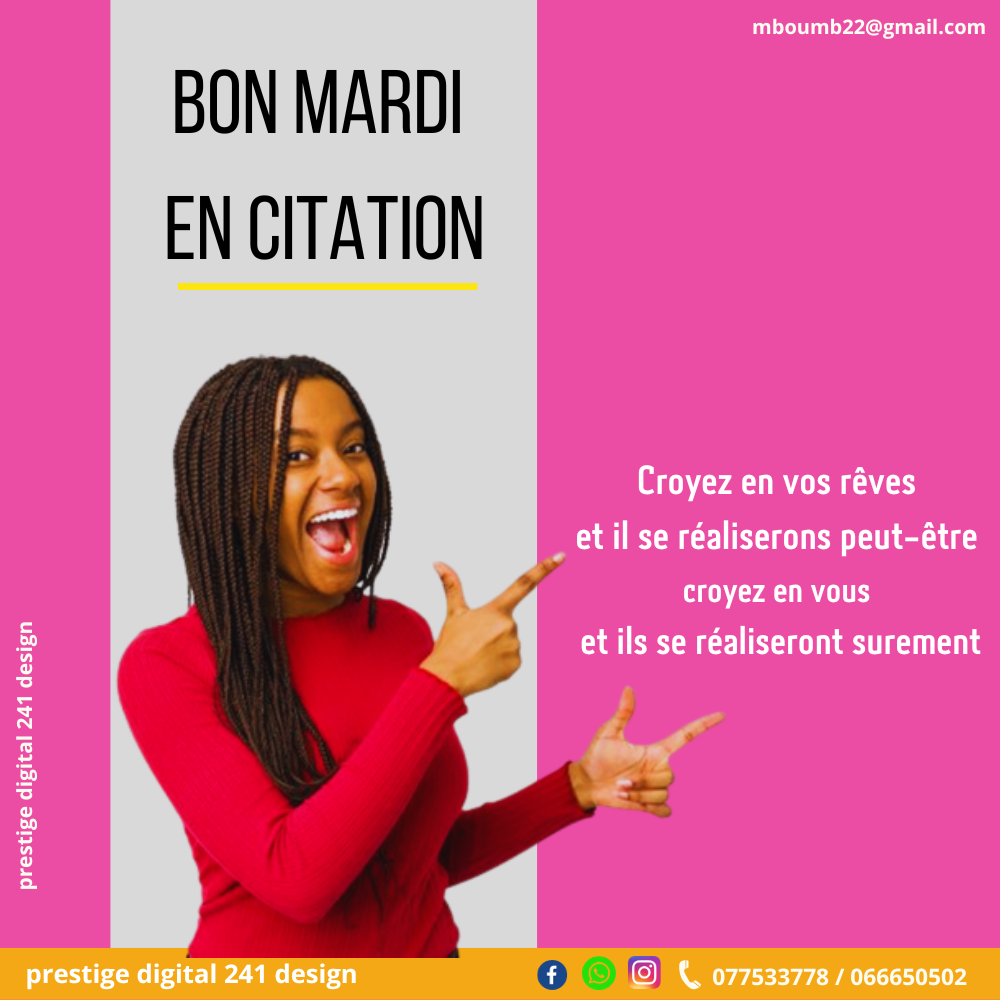 mboumb22@gmail.com
BON MARDI
EN CITATION
Croyez en vos rêves
et il se réaliserons peut-être
croyez en vous
et ils se réaliseront surement
prestige digital 241 design
prestige digital 241 design
077533778 / 066650502